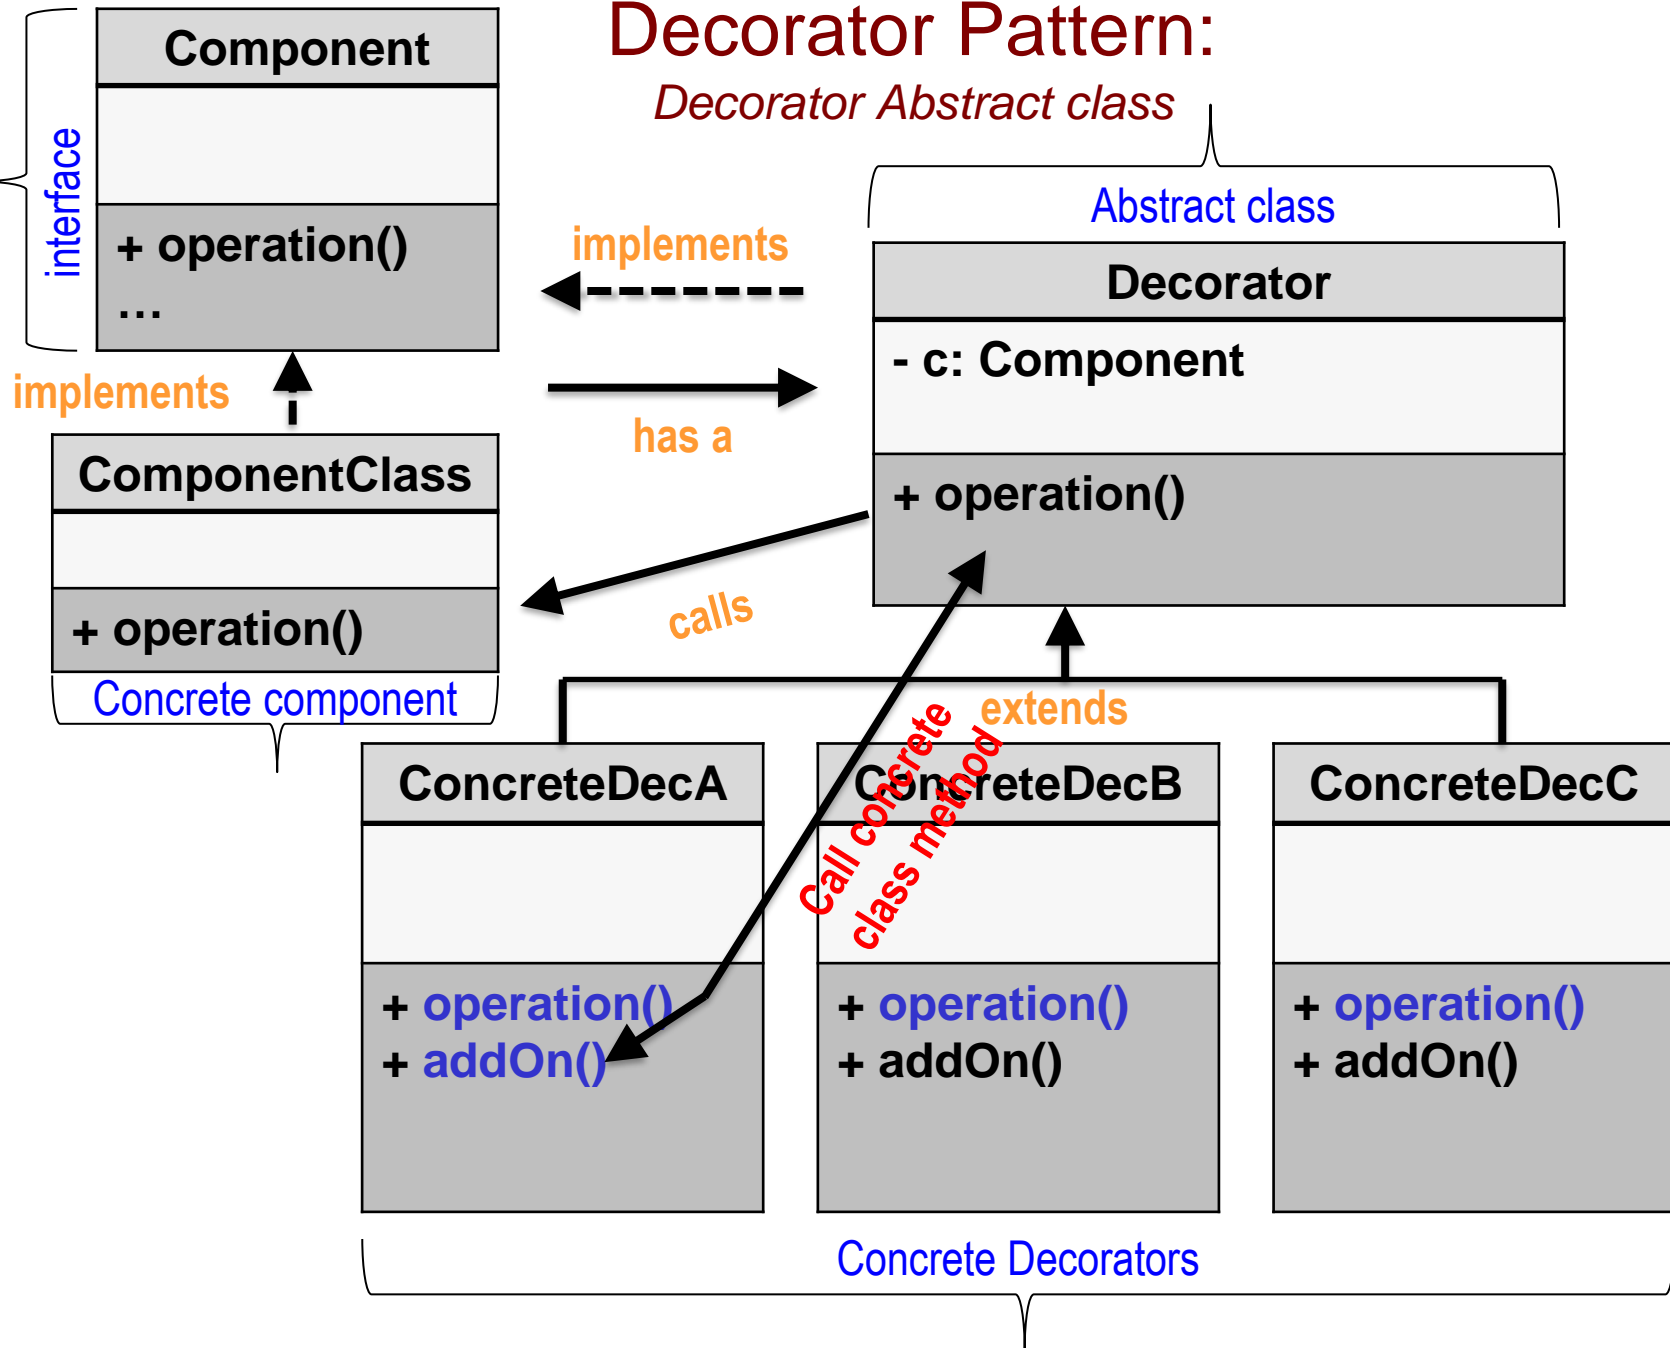 Decorator Pattern:
Decorator Abstract class
Component
interface
+ operation()
…
implements
Abstract class
Decorator
- c: Component
+ operation()
implements
has a
ComponentClass
+ operation()
Concrete component
calls
extends
Call concrete
class method
ConcreteDecA
+ operation()
+ addOn()
ConcreteDecB
+ operation()
+ addOn()
ConcreteDecC
+ operation()
+ addOn()
Concrete Decorators